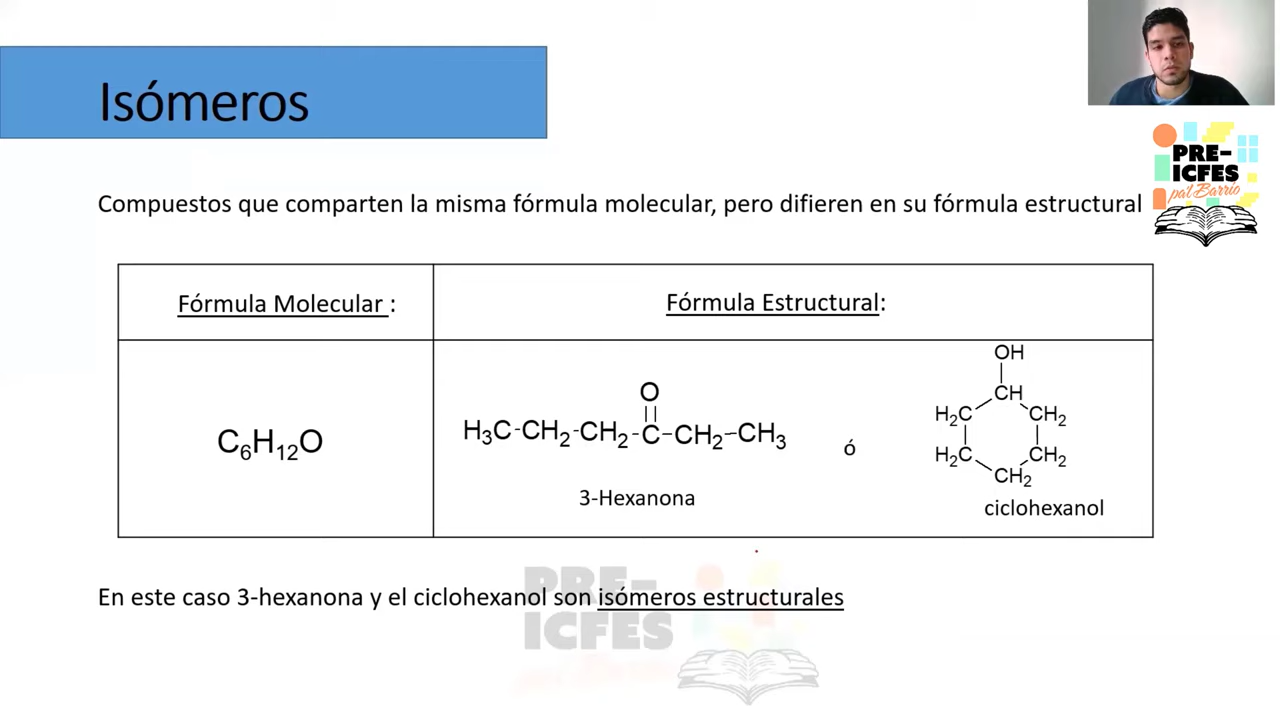 Isómeros
PRE-
ICFES
pa'l Barrio
Compuestos que comparten la misma fórmula molecular, pero difieren en su fórmula estructural
Fórmula Molecular :
Fórmula Estructural:
C₆H₁₂O
O
H₃C-CH₂-CH₂-C-CH₂-CH₃
3-Hexanona
ó
OH
CH
H₂C CH₂
H₂C CH₂
CH₂
ciclohexanol
En este caso 3-hexanona y el ciclohexanol son isómeros estructurales
PRE-
ICFES